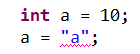 int a = 10;
a = "a";